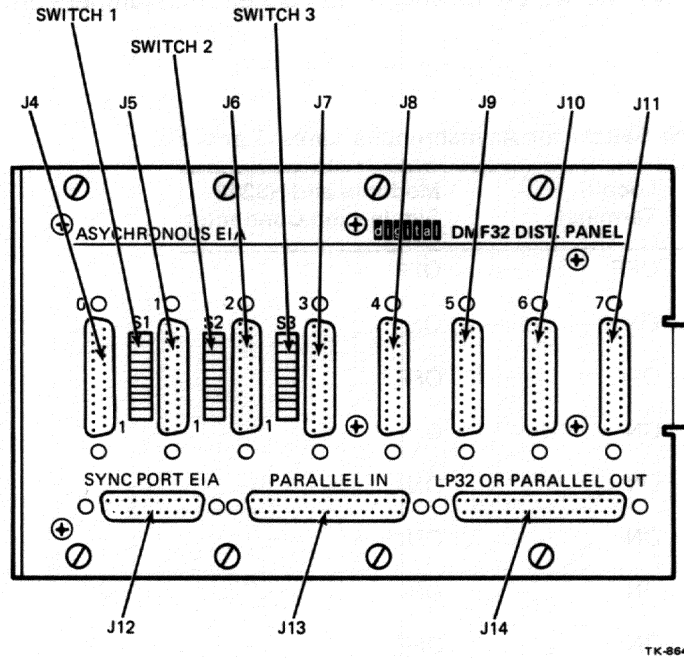 SWITCH 1 SWITCH 3
SWITCH 2
J4 J5 J6 J7 J8 J9 J10 J11
ASYCHRONOUS EIA digital DMF32 DIST. PANEL
0 1 2 3 4 5 6 7
S1 S2 S3
1 1 1
SYNC PORT EIA PARALLEL IN LP32 OR PARALLEL OUT
J12 J13 J14